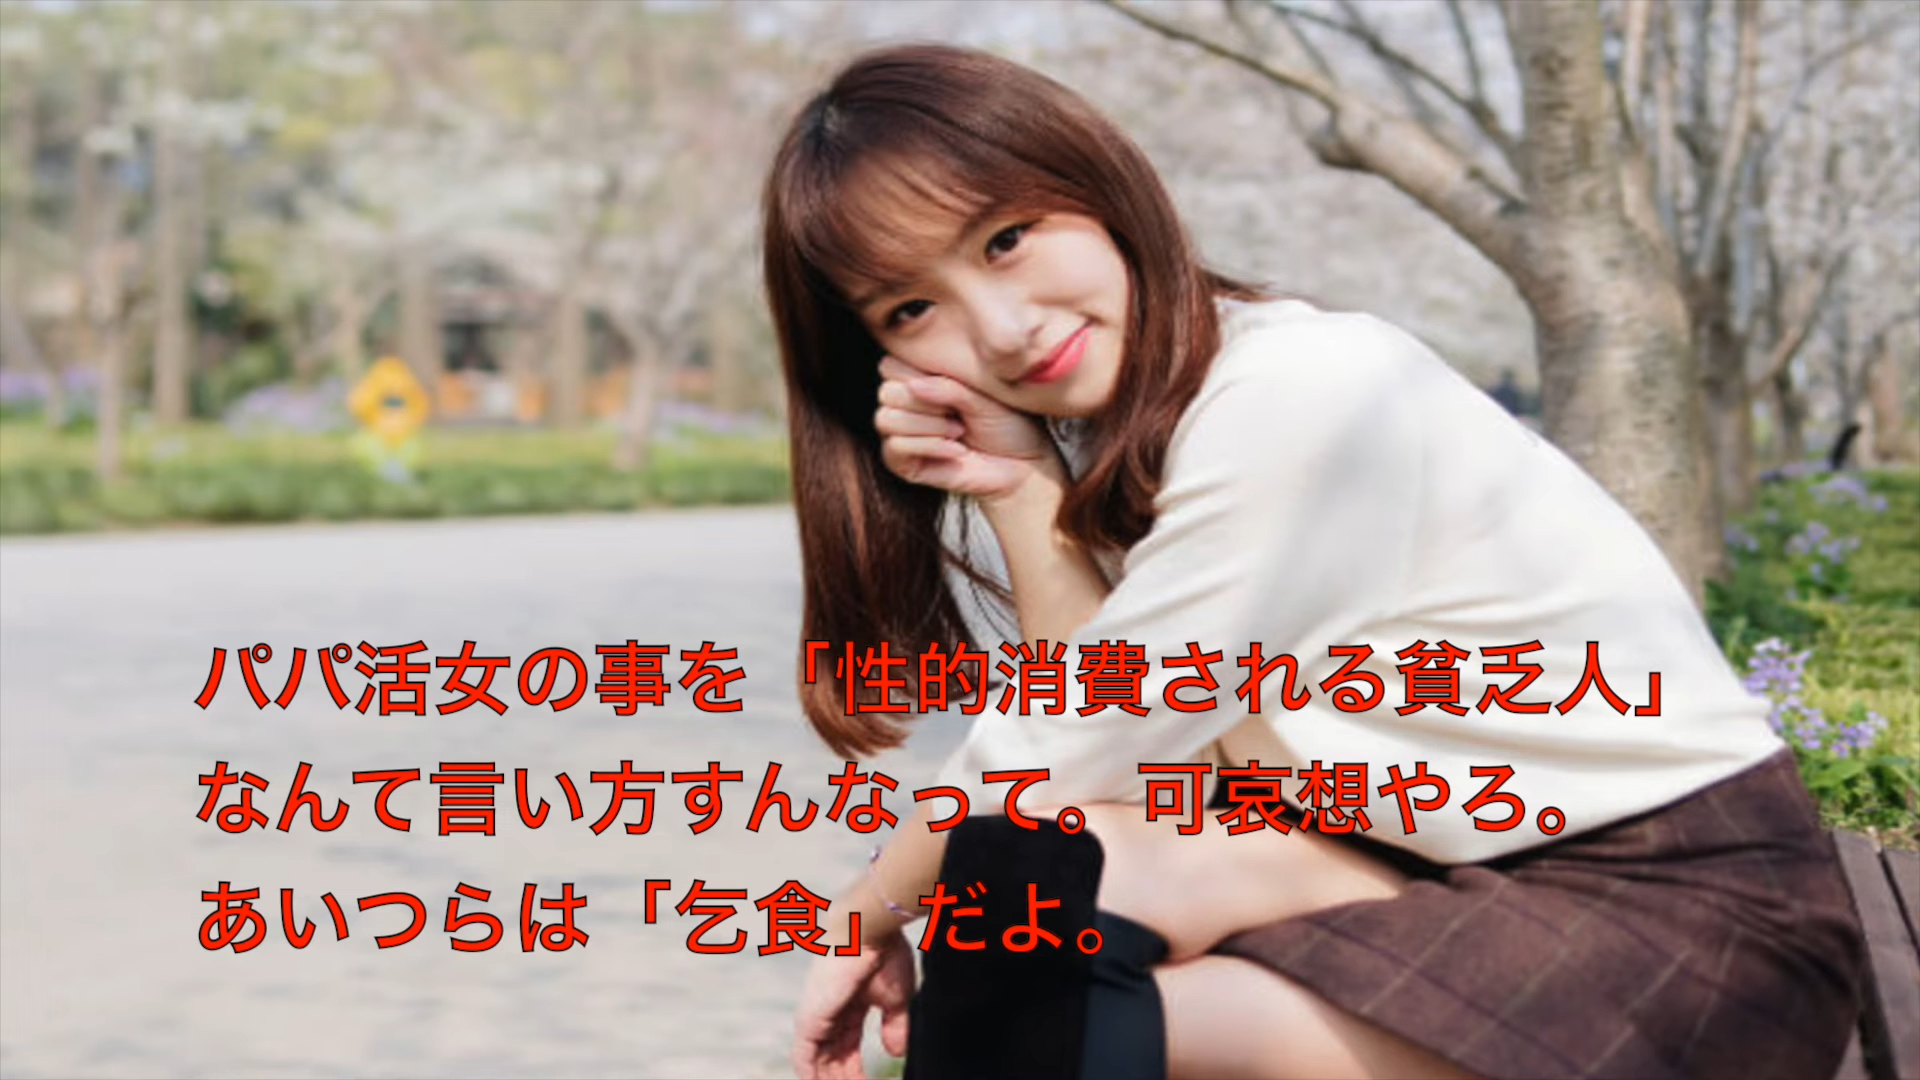 パパ活女の事を「性的消費される貧乏人」
なんて言い方すんなって。可哀想やろ。
あいつらは「乞食」だよ。